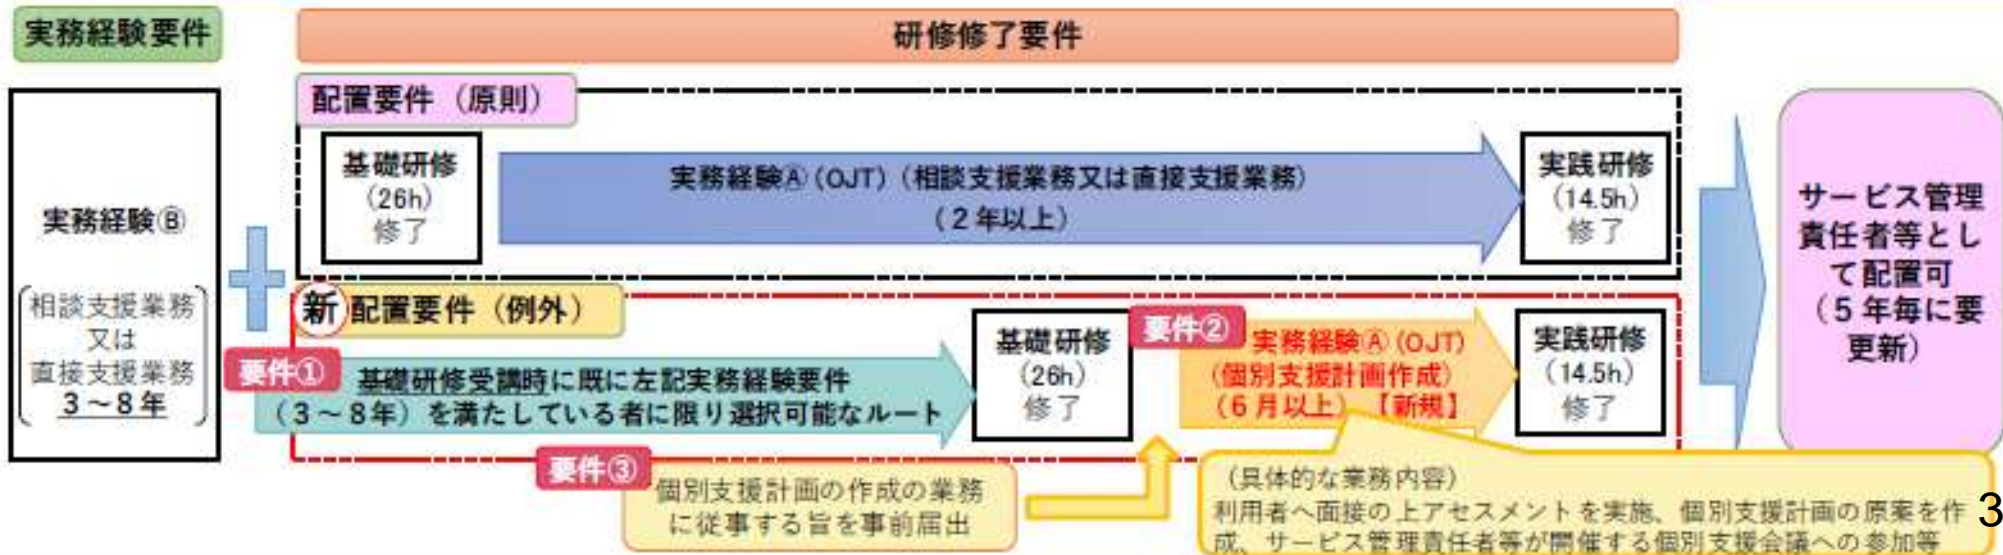 実務経験要件
研修修了要件
実務経験Ⓑ
相談支援業務
又は
直接支援業務
3～8年
配置要件（原則）
基礎研修
(26h)
修了
実務経験Ⓐ(OJT)（相談支援業務又は直接支援業務）
（２年以上）
実践研修
(14.5h)
修了
新 配置要件（例外）
要件①
基礎研修受講時に既に左記実務経験要件
（3～8年）を満たしている者に限り選択可能なルート
基礎研修
(26h)
修了
要件②
実務経験Ⓐ(OJT)
(個別支援計画作成)
（６月以上）【新規】
実践研修
(14.5h)
修了
要件③
個別支援計画の作成の業務
に従事する旨を事前届出
（具体的な業務内容）
利用者へ面接の上アセスメントを実施、個別支援計画の原案を作
成、サービス管理責任者等が開催する個別支援会議への参加等
サービス管理
責任者等とし
て配置可
（５年毎に要
更新）
3